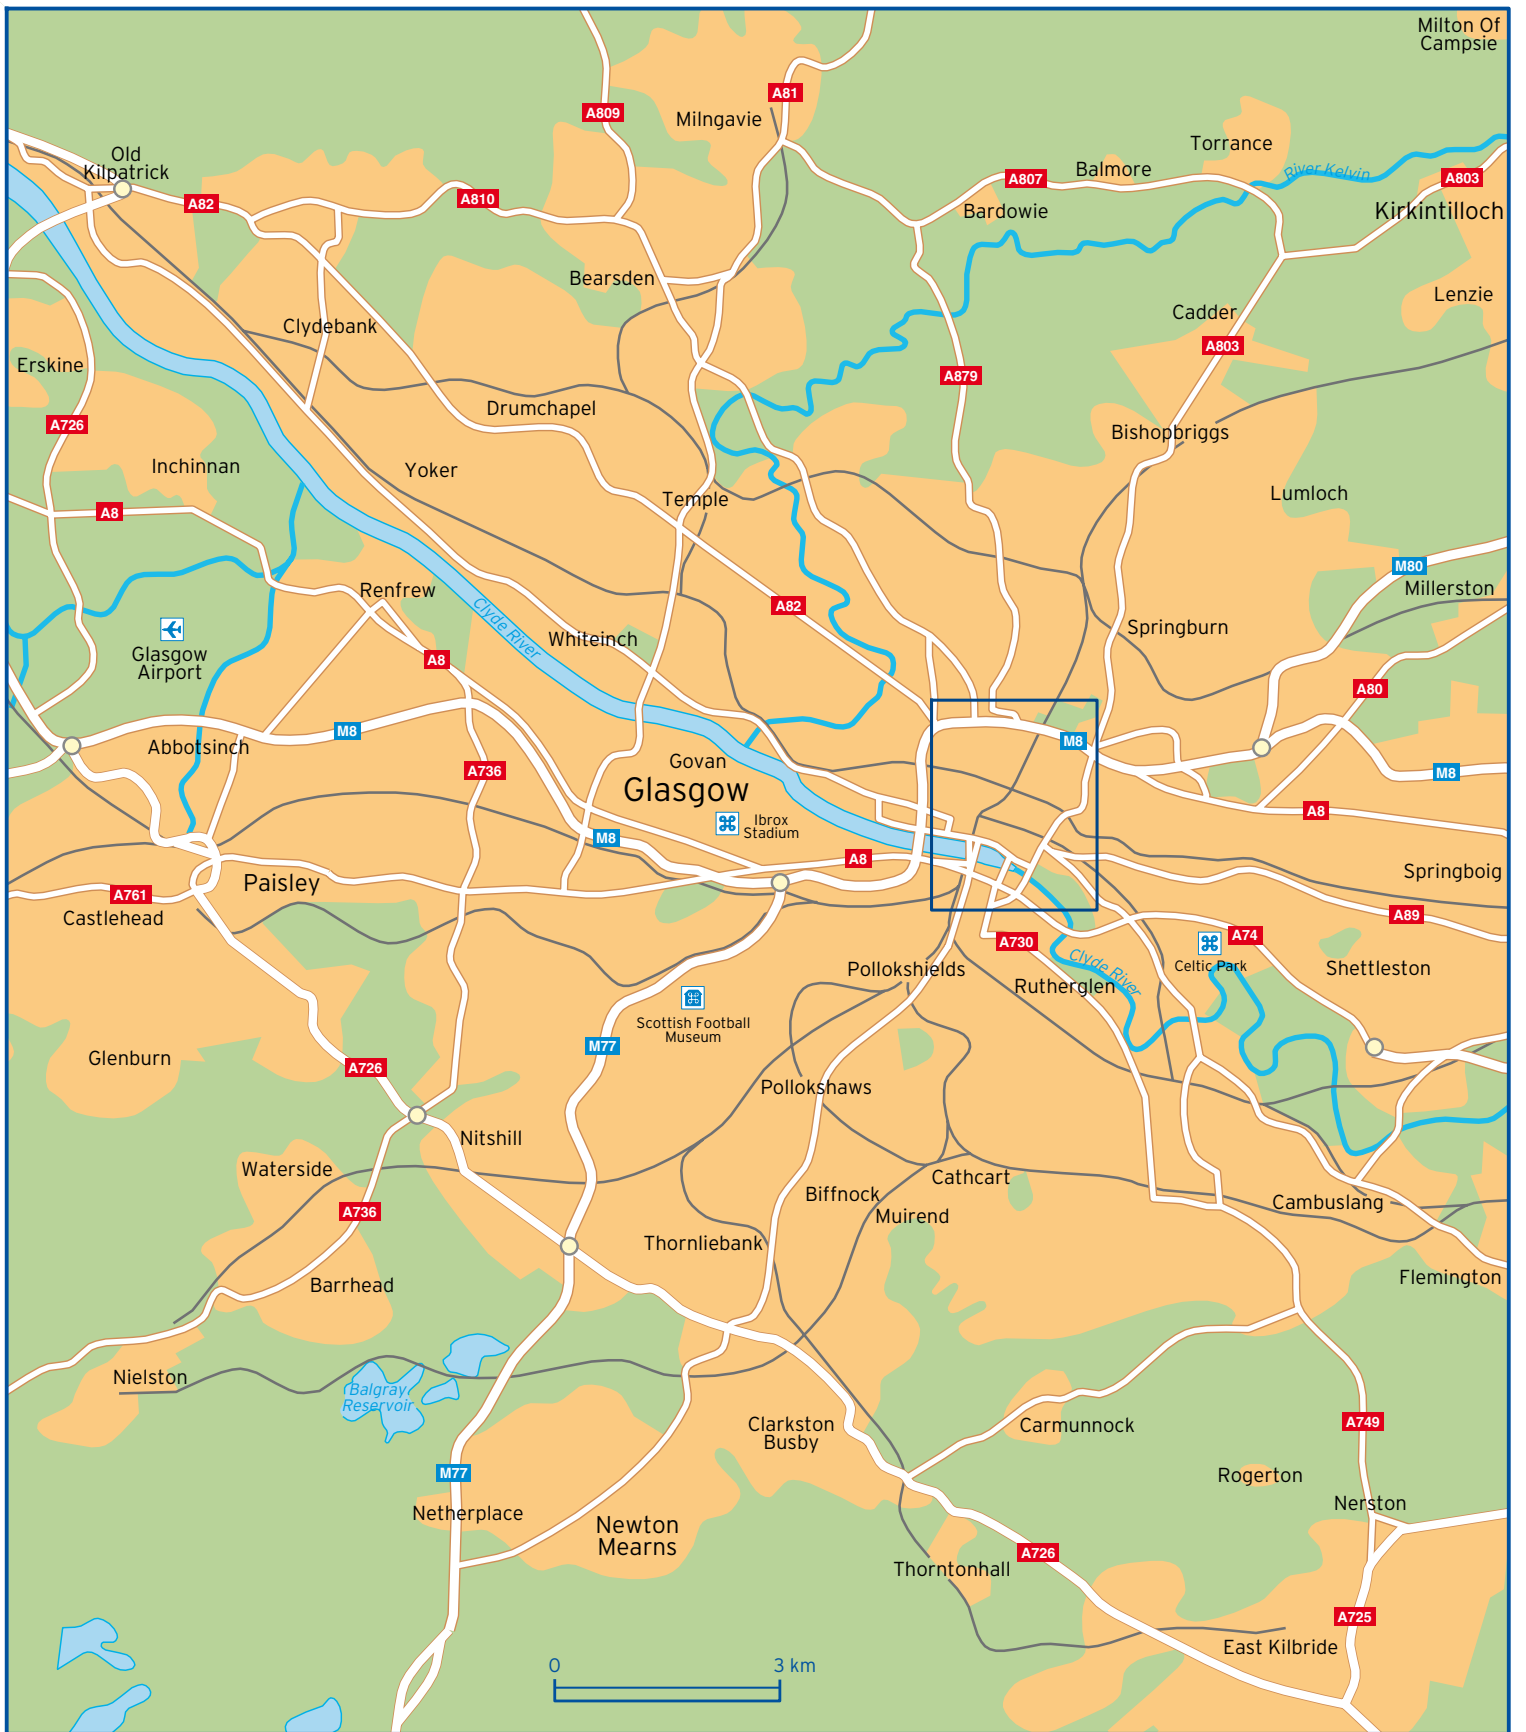 Milton Of
Campsie
A81
A809
Milngavie
Torrance
Old
Kilpatrick
Balmore
River Kelvin
A807
A803
A82
A810
Bardowie
Kirkintilloch
Bearsden
Lenzie
Cadder
Clydebank
A803
Erskine
A879
Drumchapel
A726
Bishopbriggs
Inchinnan
Yoker
Temple
Lumloch
A8
M80
Renfrew
Millerston
A82
Clyde River
Whiteinch
Springburn
Glasgow
Airport
A8
A80
M8
Abbotsinch
M8
Govan
A736
M8
Glasgow
A8
Ibrox
Stadium
M8
A8
Springboig
Paisley
A761
Castlehead
A89
A730
A74
Clyde River
Celtic Park
Pollokshields
Shettleston
Rutherglen
Scottish Football
Museum
M77
Glenburn
A726
Pollokshaws
Nitshill
Waterside
Cathcart
Biffnock
Cambuslang
A736
Muirend
Thornliebank
Flemington
Barrhead
Nielston
Balgray
Reservoir
Clarkston
Busby
A749
Carmunnock
M77
Rogerton
Nerston
Netherplace
Newton
Mearns
A726
Thorntonhall
A725
East Kilbride
0
3 km